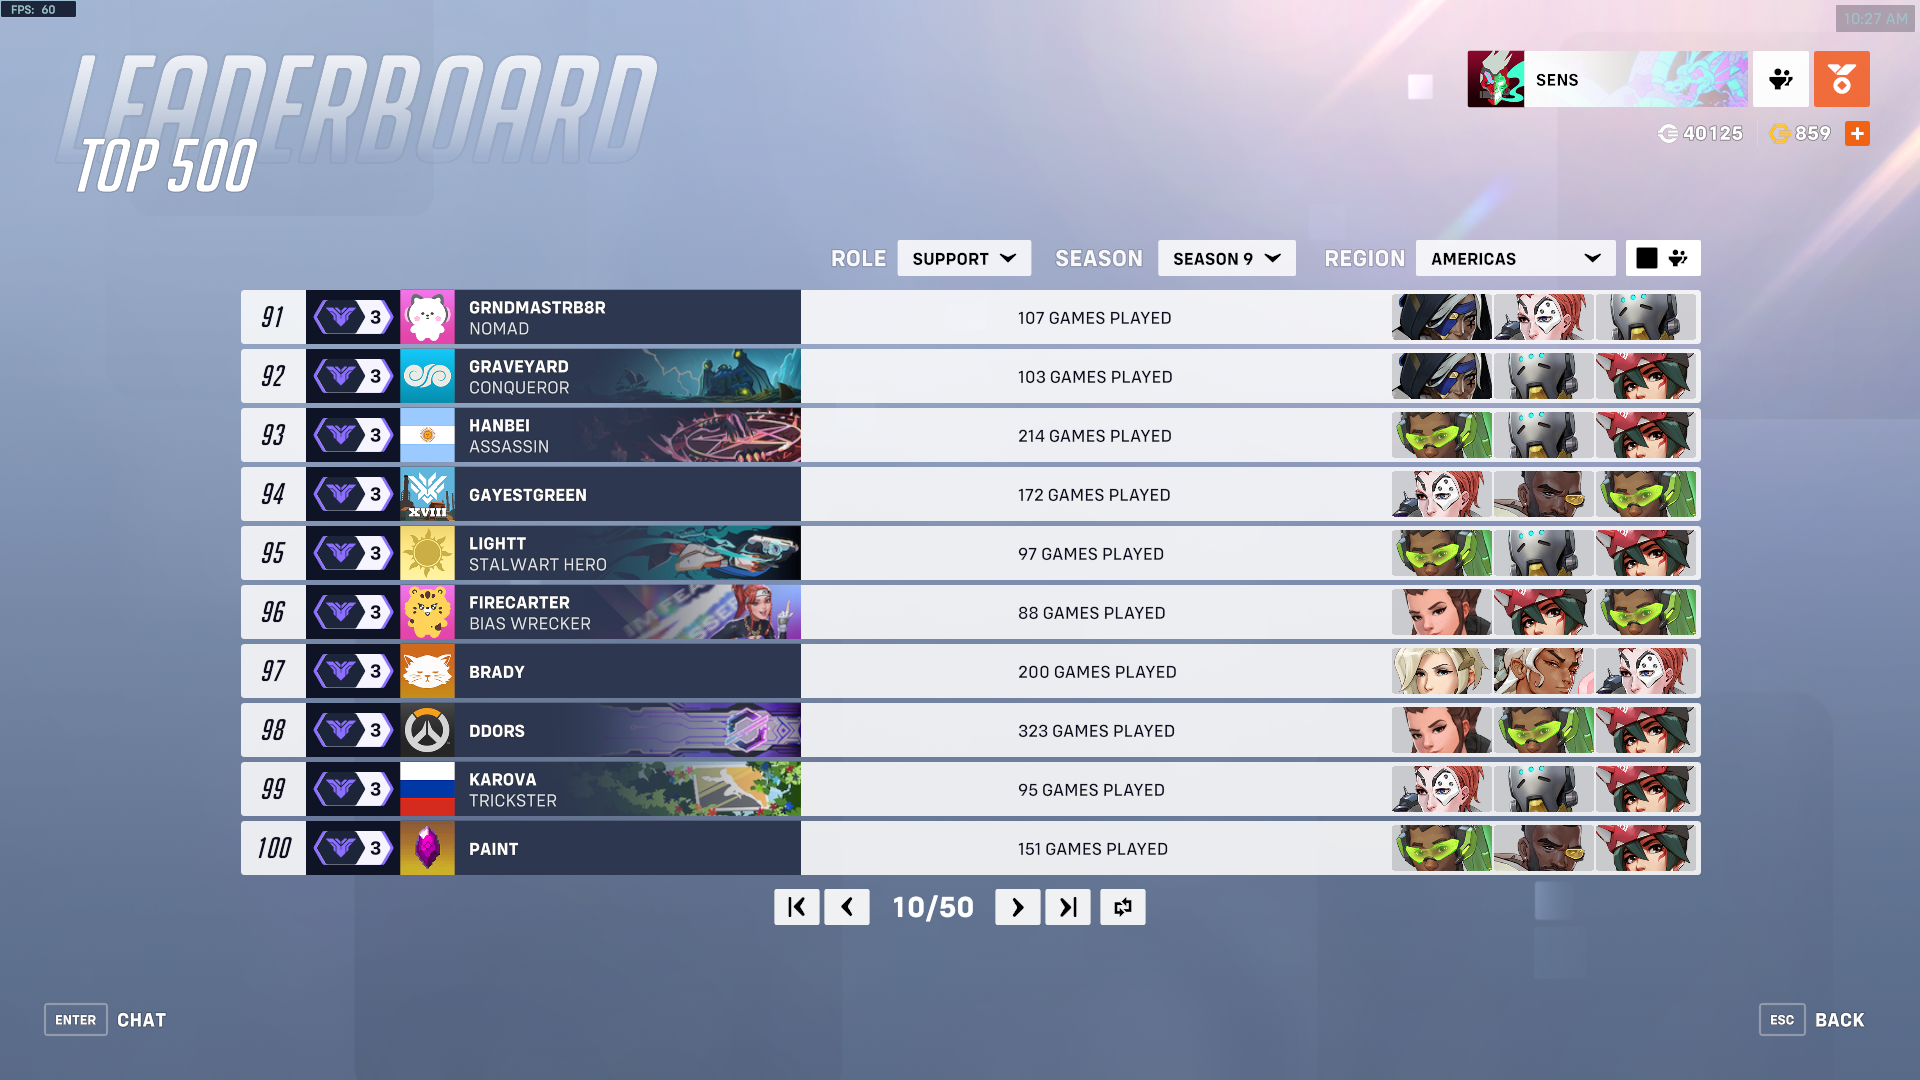 FPS: 60
10:27 AM
LEADERBOARD
TOP 500
SENS
40125
859
ROLE SUPPORT SEASON SEASON 9 REGION AMERICAS
91 3 GRNDMASTRB8R NOMAD 107 GAMES PLAYED
92 3 GRAVEYARD CONQUEROR 103 GAMES PLAYED
93 3 HANBEI ASSASSIN 214 GAMES PLAYED
94 3 XVIII GAYESTGREEN 172 GAMES PLAYED
95 3 LIGHTT STALWART HERO 97 GAMES PLAYED
96 3 FIRECARTER BIAS WRECKER 88 GAMES PLAYED
97 3 BRADY 200 GAMES PLAYED
98 3 DDORS 323 GAMES PLAYED
99 3 KAROVA TRICKSTER 95 GAMES PLAYED
100 3 PAINT 151 GAMES PLAYED
10/50
ENTER CHAT
ESC BACK